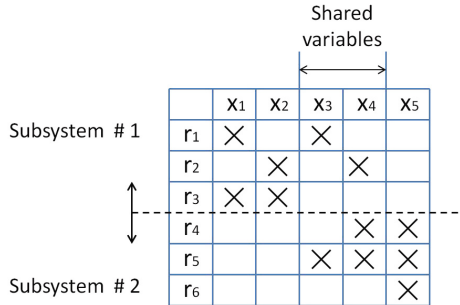 Shared
variables
x1 x2 x3 x4 x5
Subsystem # 1
r1 X X
r2 X X
r3 X X
r4 X X
r5 X X X
Subsystem # 2
r6 X